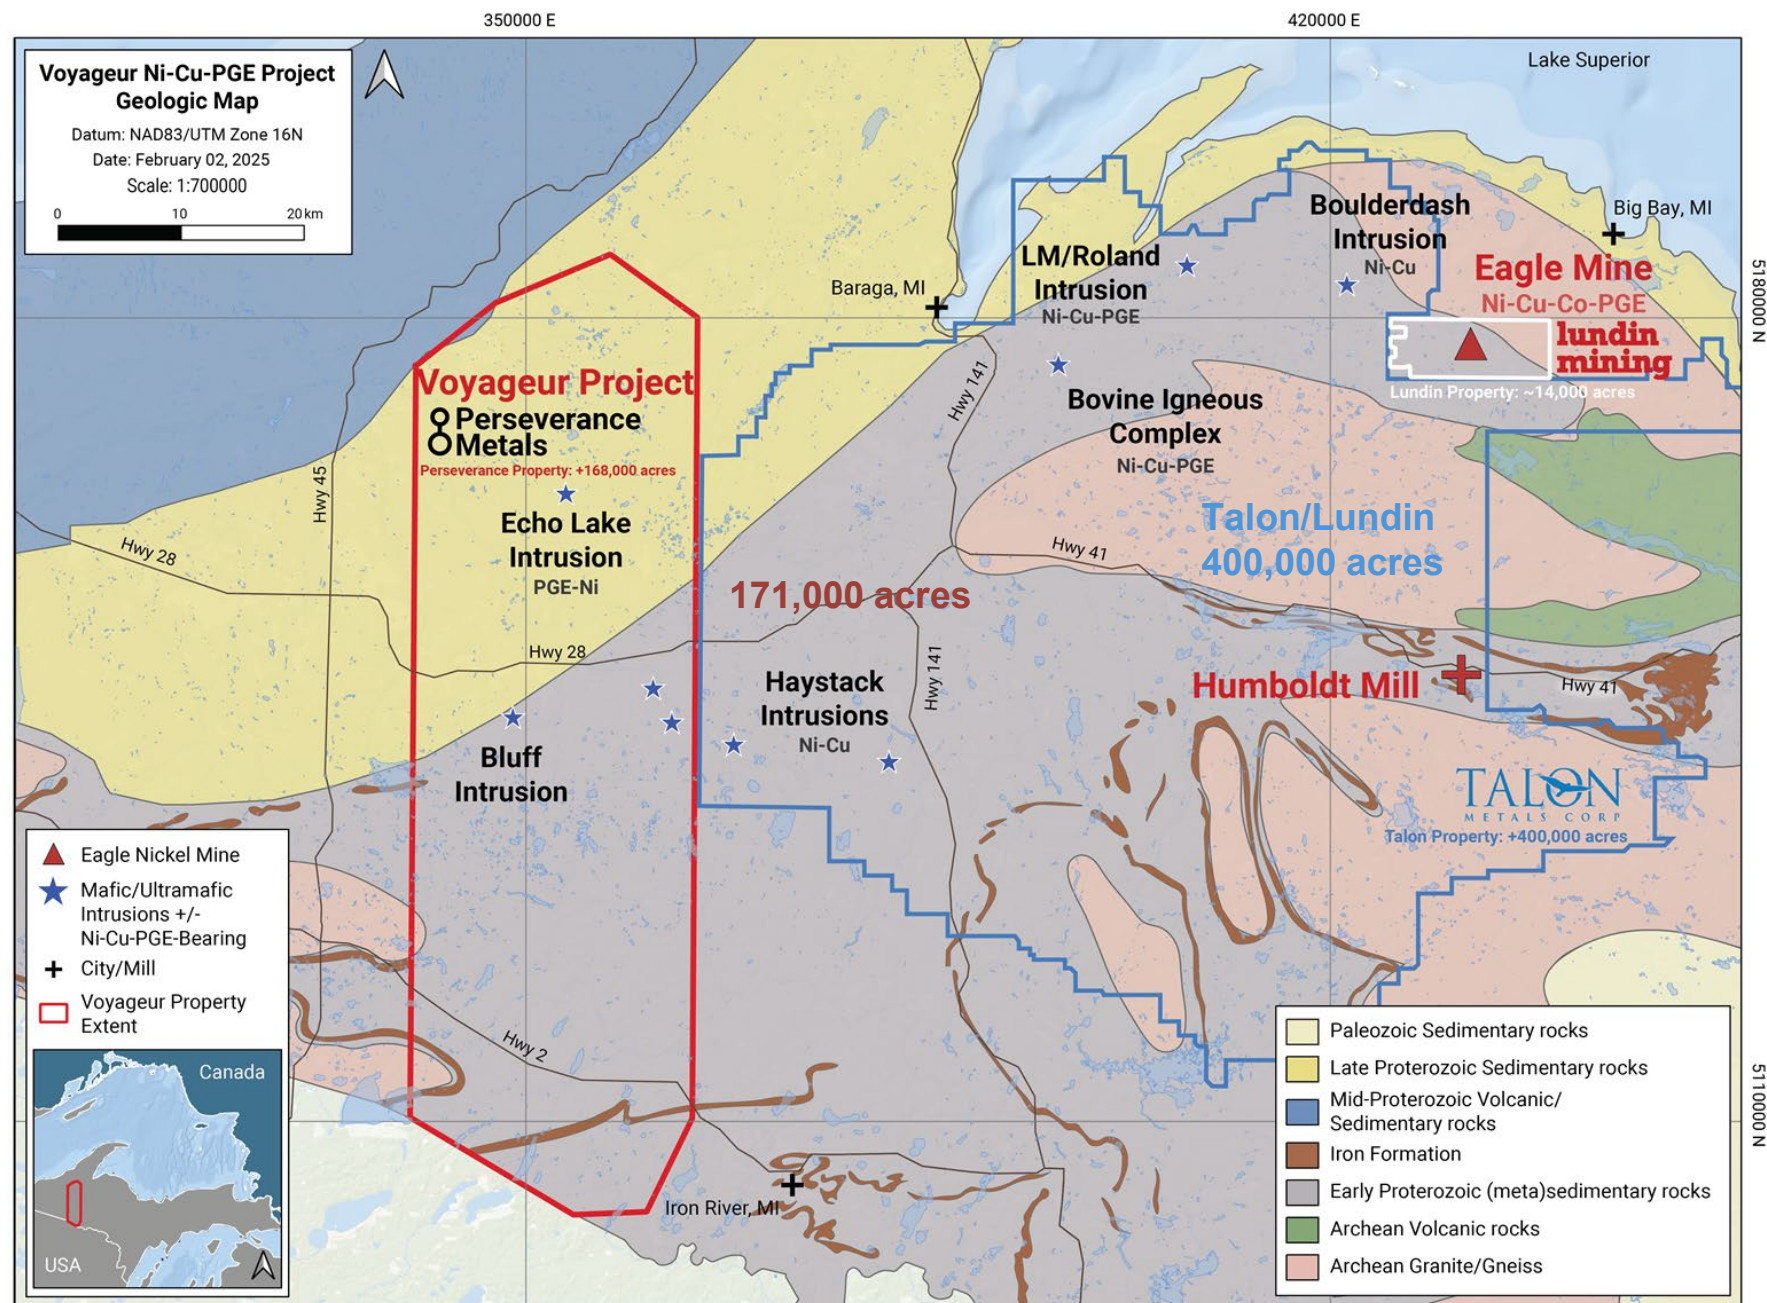 350000 E
420000 E
Voyageur Ni-Cu-PGE Project
Geologic Map
Datum: NAD83/UTM Zone 16N
Date: February 02, 2025
Scale: 1:700000
0 10 20 km
Lake Superior
Big Bay, MI
Boulderdash
Intrusion
Ni-Cu
LM/Roland
Intrusion
Ni-Cu-PGE
Eagle Mine
Ni-Cu-Co-PGE
5180000 N
Baraga, MI
lundin
mining
Lundin Property: ~14,000 acres
Voyageur Project
Perseverance
Metals
Perseverance Property: +168,000 acres
Hwy 141
Bovine Igneous
Complex
Ni-Cu-PGE
Hwy 45
Echo Lake
Intrusion
PGE-Ni
Hwy 28
Talon/Lundin
400,000 acres
Hwy 41
171,000 acres
Hwy 28
Hwy 141
Haystack
Intrusions
Ni-Cu
Humboldt Mill
Hwy 41
Bluff
Intrusion
TALON
METALS CORP
Talon Property: +400,000 acres
Eagle Nickel Mine
Mafic/Ultramafic
Intrusions +/-
Ni-Cu-PGE-Bearing
City/Mill
Voyageur Property
Extent
Hwy 2
Canada
USA
Iron River, MI
5110000 N
Paleozoic Sedimentary rocks
Late Proterozoic Sedimentary rocks
Mid-Proterozoic Volcanic/
Sedimentary rocks
Iron Formation
Early Proterozoic (meta)sedimentary rocks
Archean Volcanic rocks
Archean Granite/Gneiss